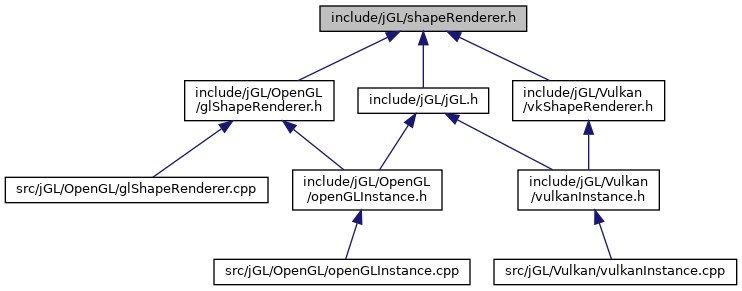 include/jGL/shapeRenderer.h
include/jGL/OpenGL
/glShapeRenderer.h
include/jGL/jGL.h
include/jGL/Vulkan
/vkShapeRenderer.h
src/jGL/OpenGL/glShapeRenderer.cpp
include/jGL/OpenGL
/openGLInstance.h
include/jGL/Vulkan
/vulkanInstance.h
src/jGL/OpenGL/openGLInstance.cpp
src/jGL/Vulkan/vulkanInstance.cpp